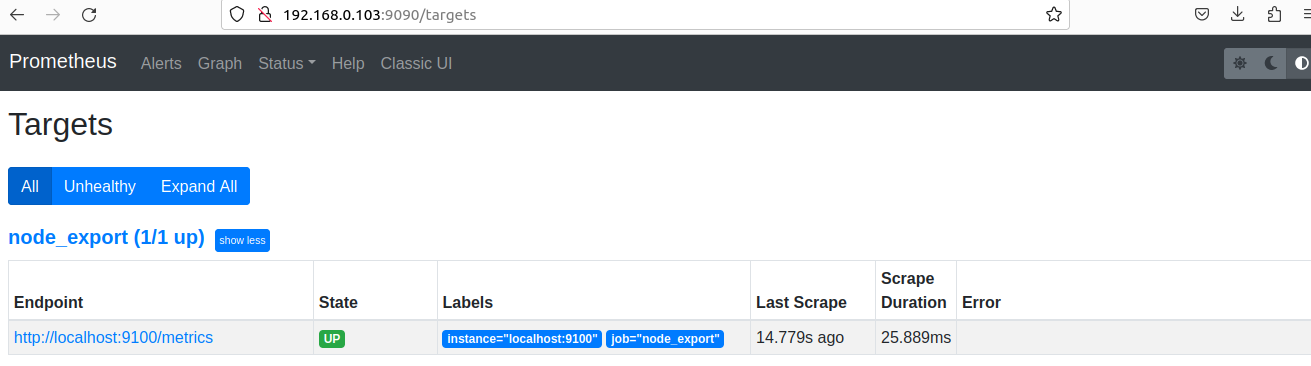 192.168.0.103:9090/targets
Prometheus Alerts Graph Status Help Classic UI
Targets
All Unhealthy Expand All
node_export (1/1 up) show less
Endpoint State Labels Last Scrape Scrape Duration Error
http://localhost:9100/metrics UP instance="localhost:9100" job="node_export" 14.779s ago 25.889ms